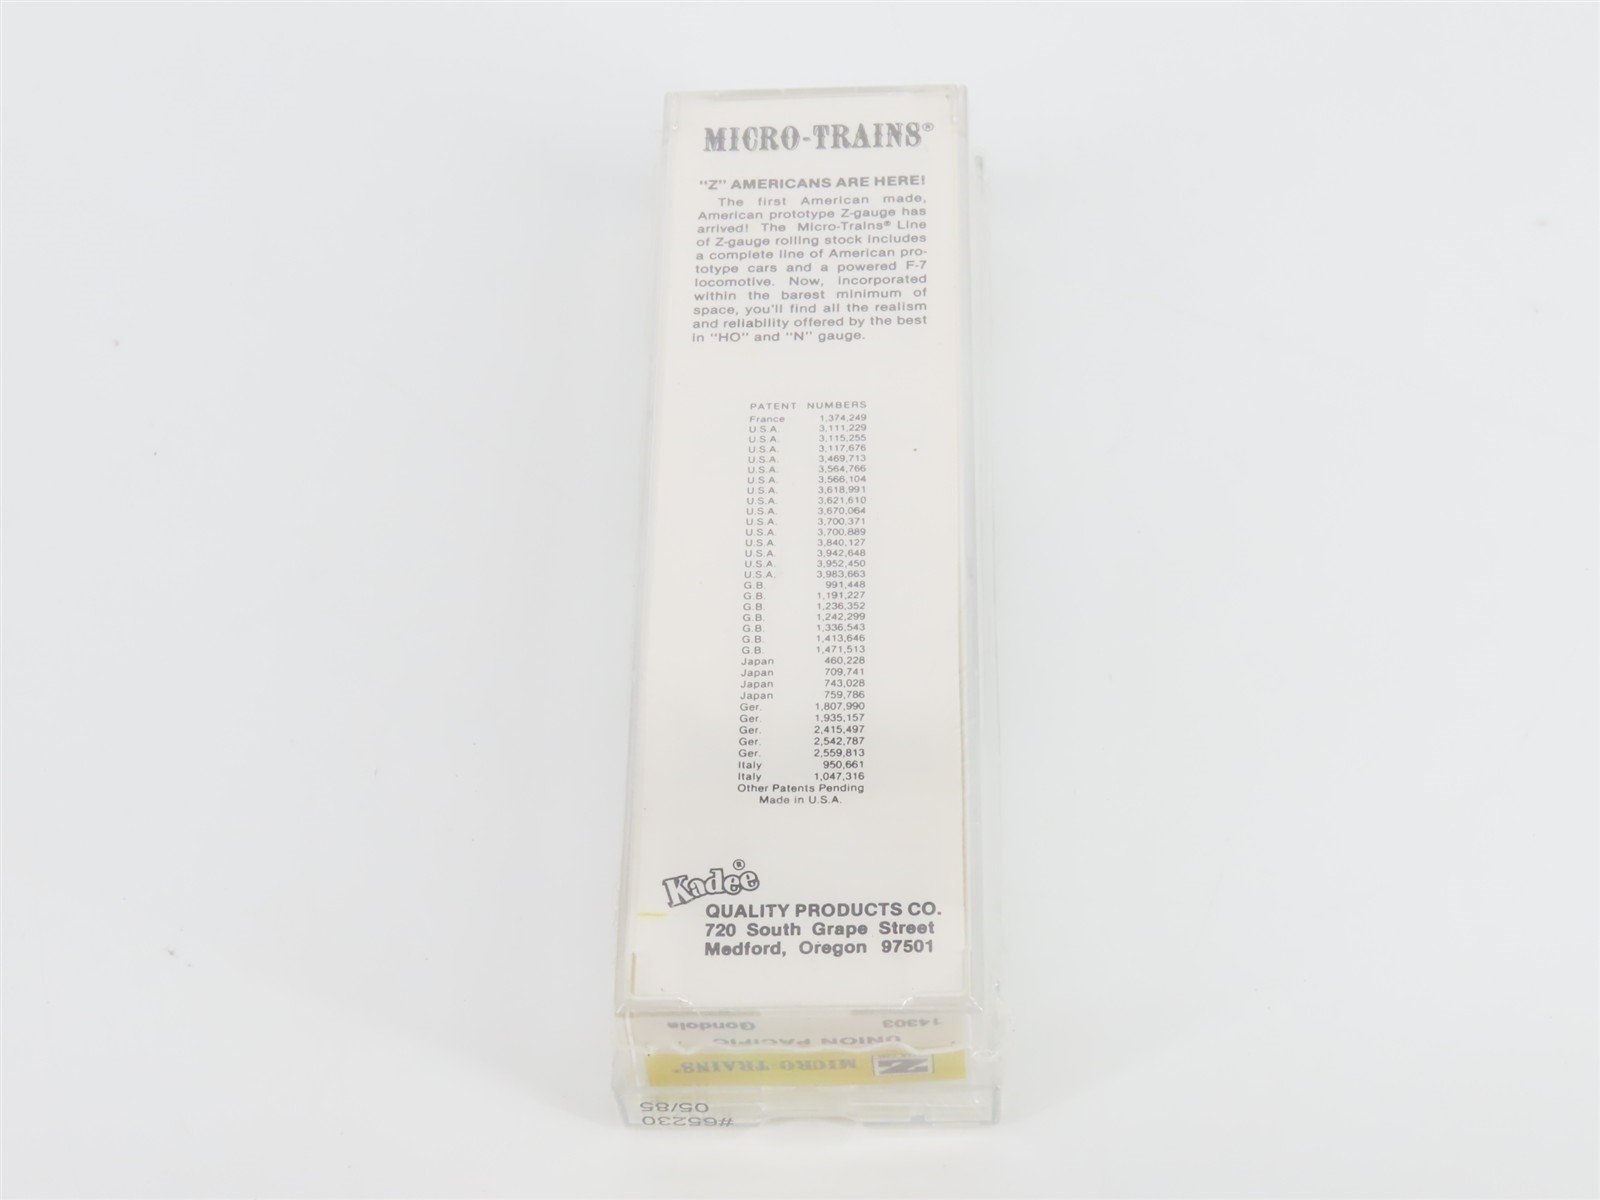 MICRO-TRAINS®
"Z" AMERICANS ARE HERE!
The first American made,
American prototype Z-gauge has
arrived! The Micro-Trains® Line
of Z-gauge rolling stock includes
a complete line of American pro-
totype cars and a powered F-7
locomotive. Now, incorporated
within the barest minimum of
space, you'll find all the realism
and reliability offered by the best
in "HO" and "N" gauge.
PATENT NUMBERS
France 1,374,249
U.S.A. 3,111,229
U.S.A. 3,115,255
U.S.A. 3,117,676
U.S.A. 3,469,713
U.S.A. 3,564,766
U.S.A. 3,566,104
U.S.A. 3,618,991
U.S.A. 3,621,610
U.S.A. 3,670,064
U.S.A. 3,700,371
U.S.A. 3,700,889
U.S.A. 3,840,127
U.S.A. 3,942,648
U.S.A. 3,952,450
U.S.A. 3,983,663
G.B. 991,448
G.B. 1,191,227
G.B. 1,236,352
G.B. 1,242,299
G.B. 1,336,543
G.B. 1,413,646
G.B. 1,471,513
Japan 460,228
Japan 709,741
Japan 743,028
Japan 759,786
Ger. 1,807,990
Ger. 1,935,157
Ger. 2,415,497
Ger. 2,542,787
Ger. 2,559,813
Italy 950,661
Italy 1,047,316
Other Patents Pending
Made in U.S.A.
Kadee®
QUALITY PRODUCTS CO.
720 South Grape Street
Medford, Oregon 97501
14303 Gondola
UNION PACIFIC
Z MICRO-TRAINS®
05/85
#65230